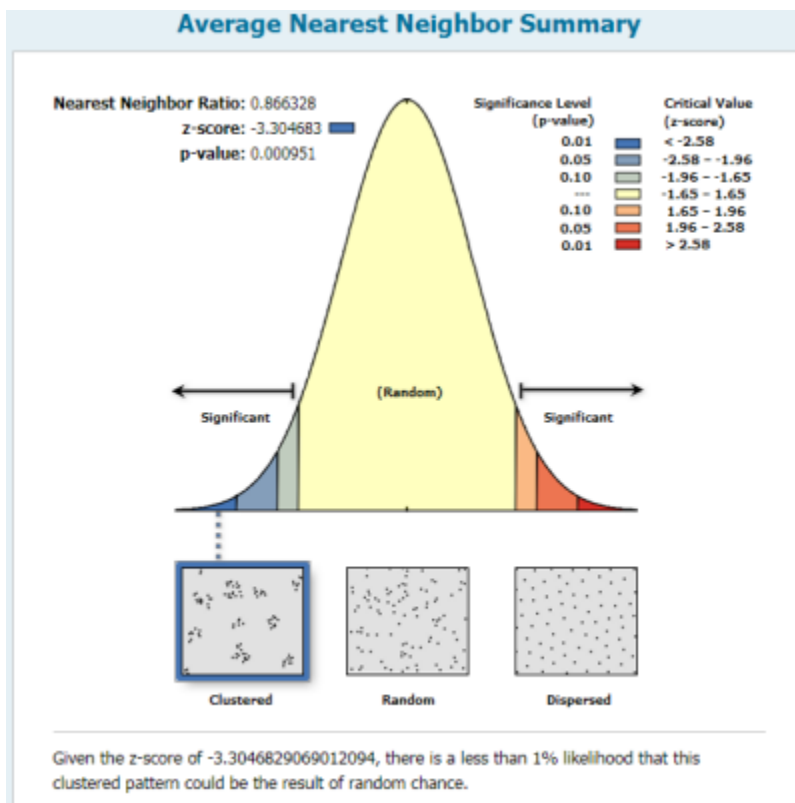 Average Nearest Neighbor Summary
Nearest Neighbor Ratio: 0.866328
z-score: -3.304683
p-value: 0.000951
Significance Level
(p-value)
Critical Value
(z-score)
0.01 < -2.58
0.05 -2.58 – -1.96
0.10 -1.96 – -1.65
--- -1.65 – 1.65
0.10 1.65 – 1.96
0.05 1.96 – 2.58
0.01 > 2.58
(Random)
Significant
Significant
Clustered
Random
Dispersed
Given the z-score of -3.3046829069012094, there is a less than 1% likelihood that this
clustered pattern could be the result of random chance.